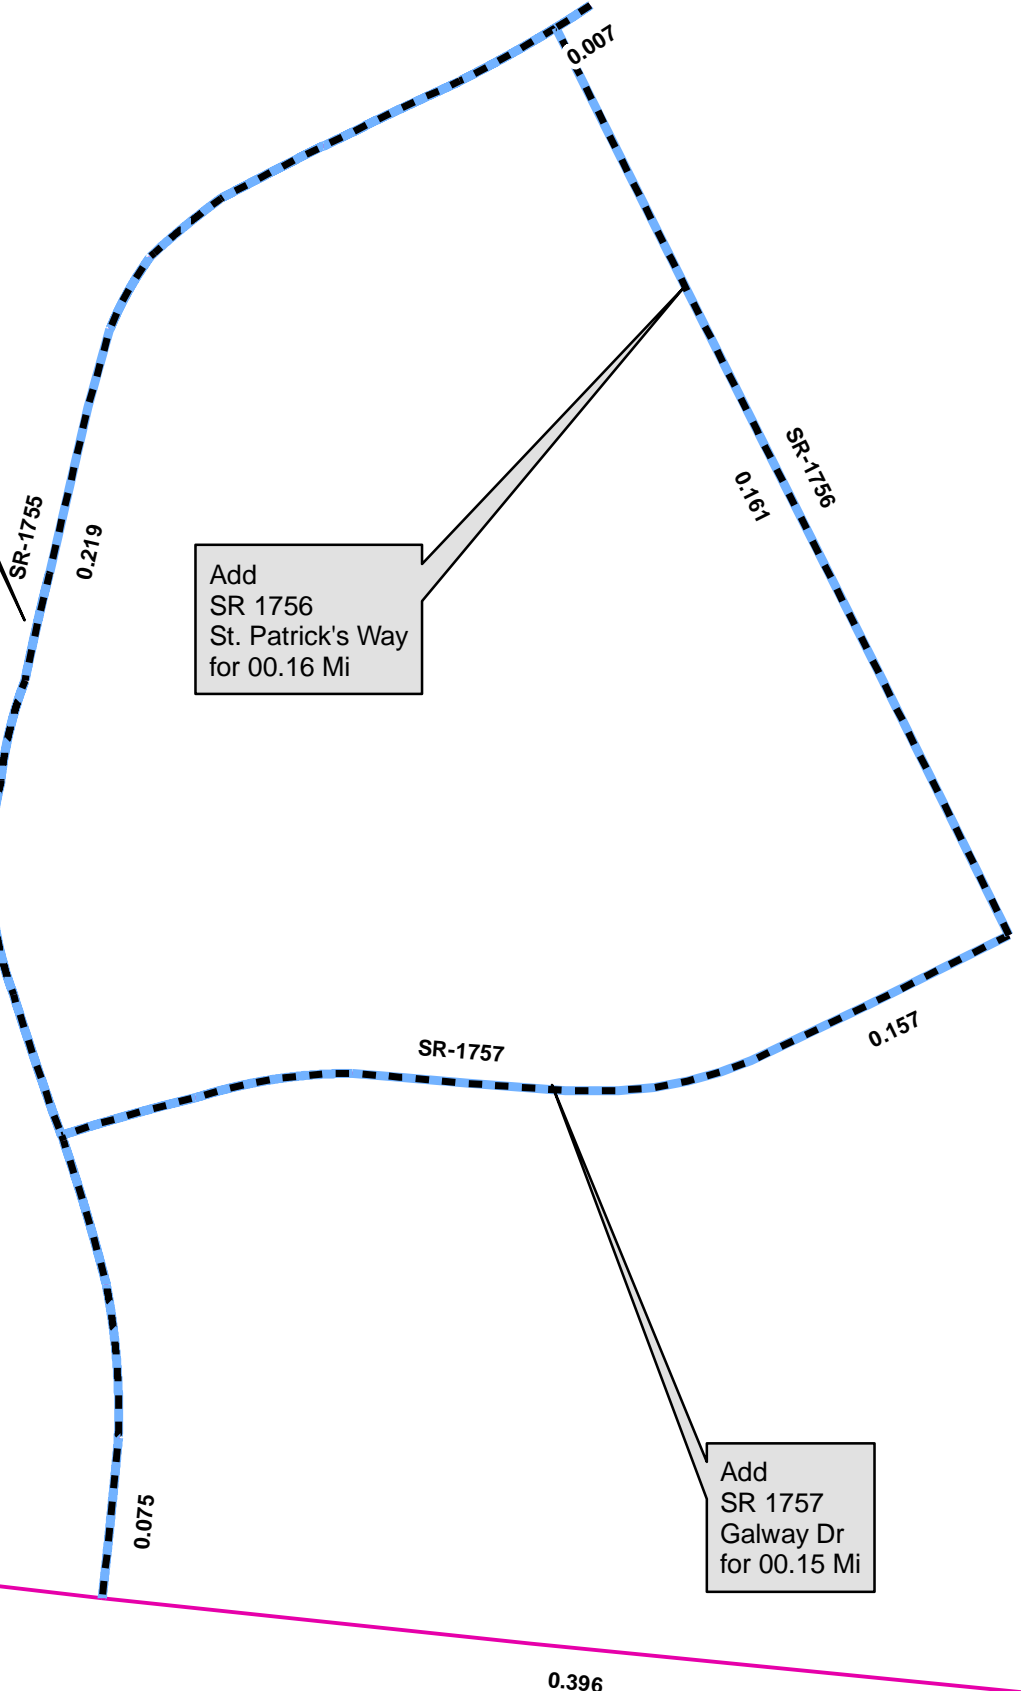 0.007
SR-1756
0.161
SR-1755
0.219
Add
SR 1756
St. Patrick's Way
for 00.16 Mi
0.157
SR-1757
Add
SR 1757
Galway Dr
for 00.15 Mi
0.075
0.396